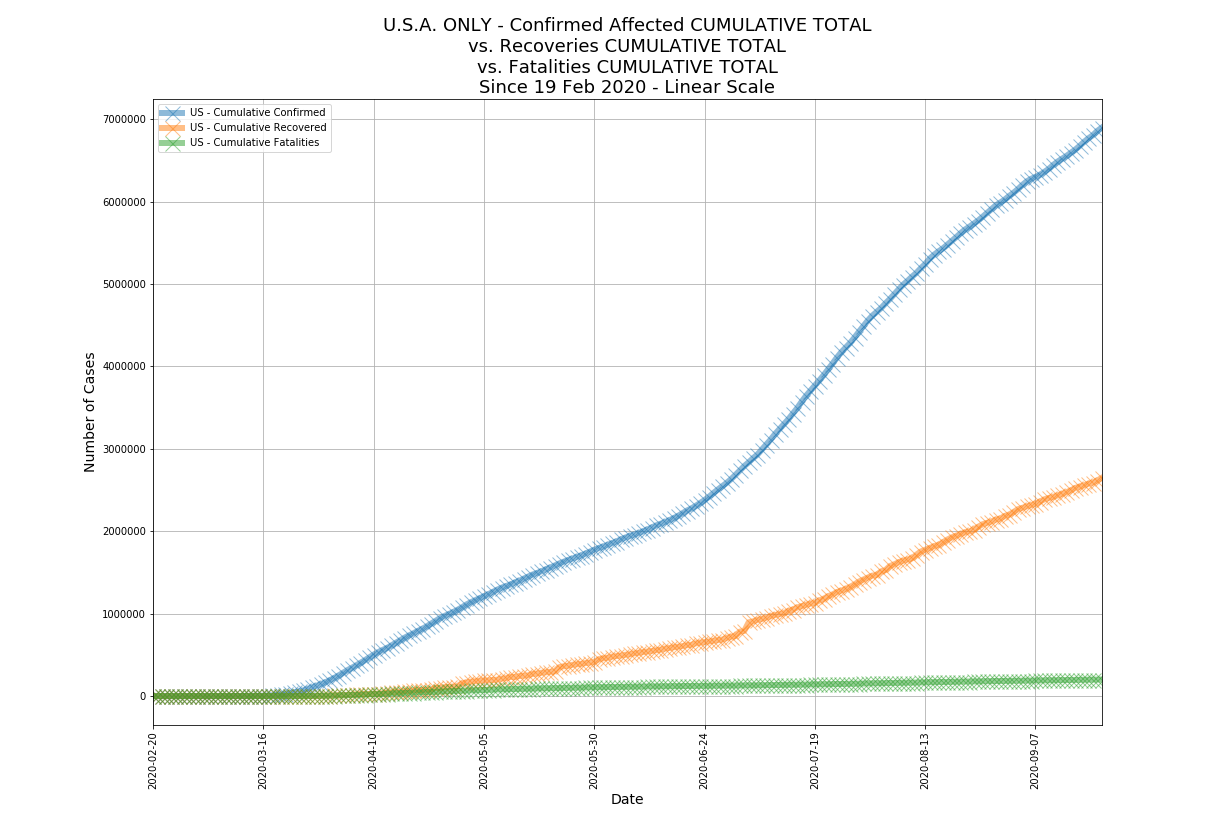 U.S.A. ONLY - Confirmed Affected CUMULATIVE TOTAL
vs. Recoveries CUMULATIVE TOTAL
vs. Fatalities CUMULATIVE TOTAL
Since 19 Feb 2020 - Linear Scale
US - Cumulative Confirmed
US - Cumulative Recovered
US - Cumulative Fatalities
Number of Cases
7000000
6000000
5000000
4000000
3000000
2000000
1000000
0
2020-02-20
2020-03-16
2020-04-10
2020-05-05
2020-05-30
2020-06-24
2020-07-19
2020-08-13
2020-09-07
Date